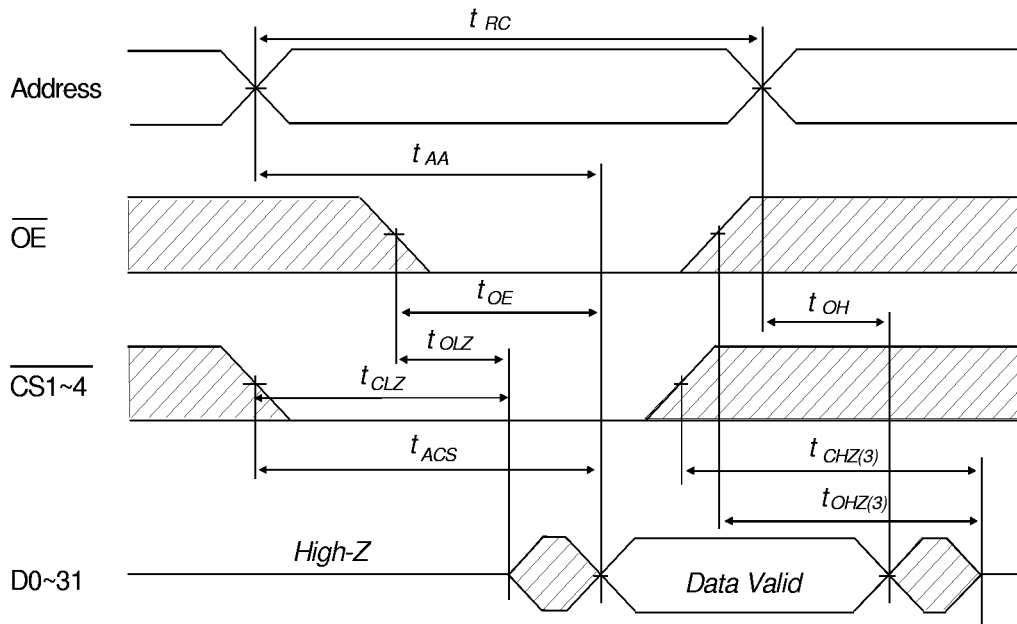 t RC
Address
t AA
OE
t OE
t OH
t OLZ
CS1~4
t CLZ
t ACS
t CHZ(3)
t OHZ(3)
High-Z
D0~31
Data Valid